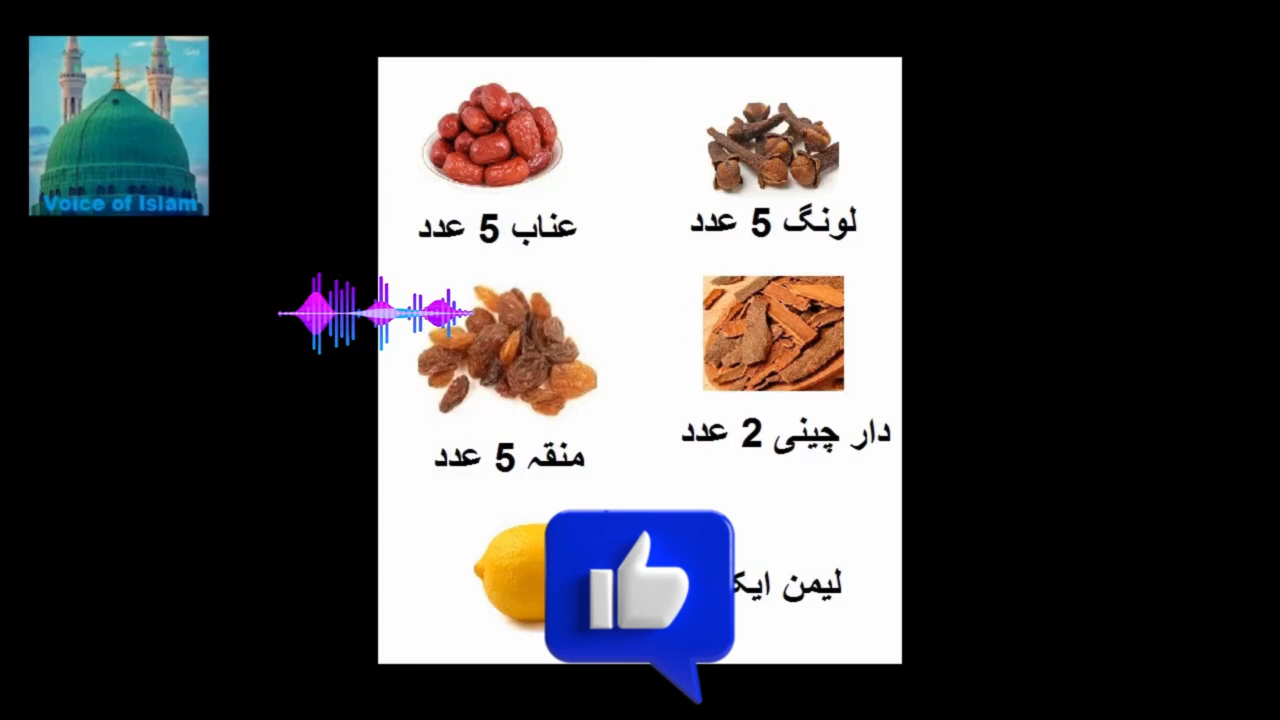 Voice of Islam
لونگ 5 عدد
عناب 5 عدد
دار چینی 2 عدد
منقہ 5 عدد
لیمن ایک